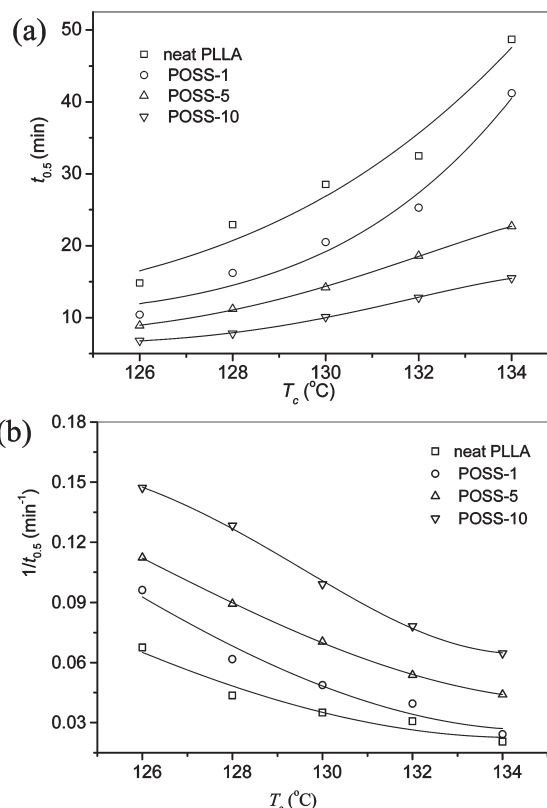 (a)
50
40
30
20
10
t0.5 (min)
neat PLLA
POSS-1
POSS-5
POSS-10
126 128 130 132 134
Tc (°C)
(b)
0.18
0.15
0.12
0.09
0.06
0.03
1/t0.5 (min-1)
neat PLLA
POSS-1
POSS-5
POSS-10
126 128 130 132 134
Tc (°C)